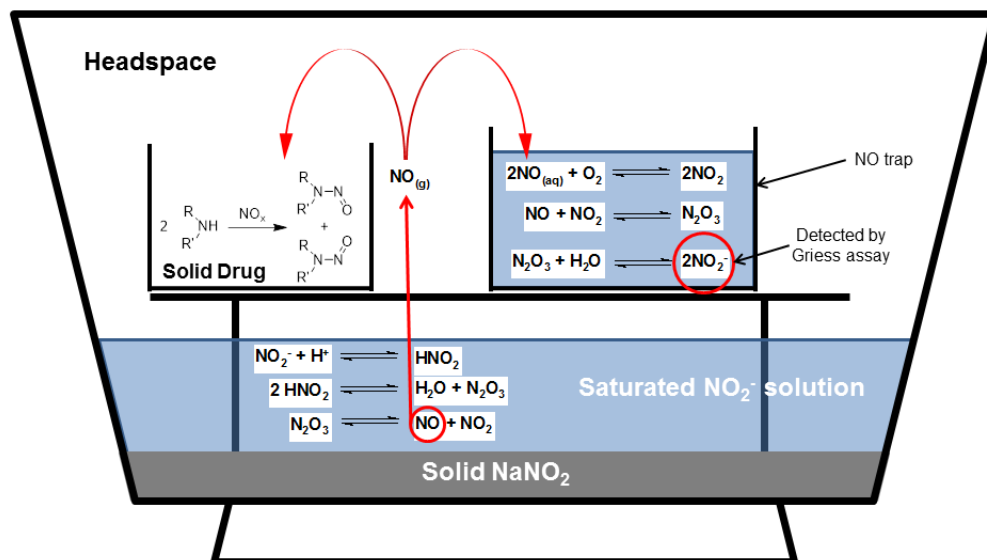 Headspace
NO(g)
2
R
NH
R'
NOₓ
R
N-N
R'
O
+
R
N-N
R'
O
Solid Drug
2NO(aq) + O₂ ⇌ 2NO₂
NO + NO₂ ⇌ N₂O₃
N₂O₃ + H₂O ⇌ 2NO₂⁻
NO trap
Detected by
Griess assay
NO₂⁻ + H⁺ ⇌ HNO₂
2 HNO₂ ⇌ H₂O + N₂O₃
N₂O₃ ⇌ NO + NO₂
Saturated NO₂⁻ solution
Solid NaNO₂